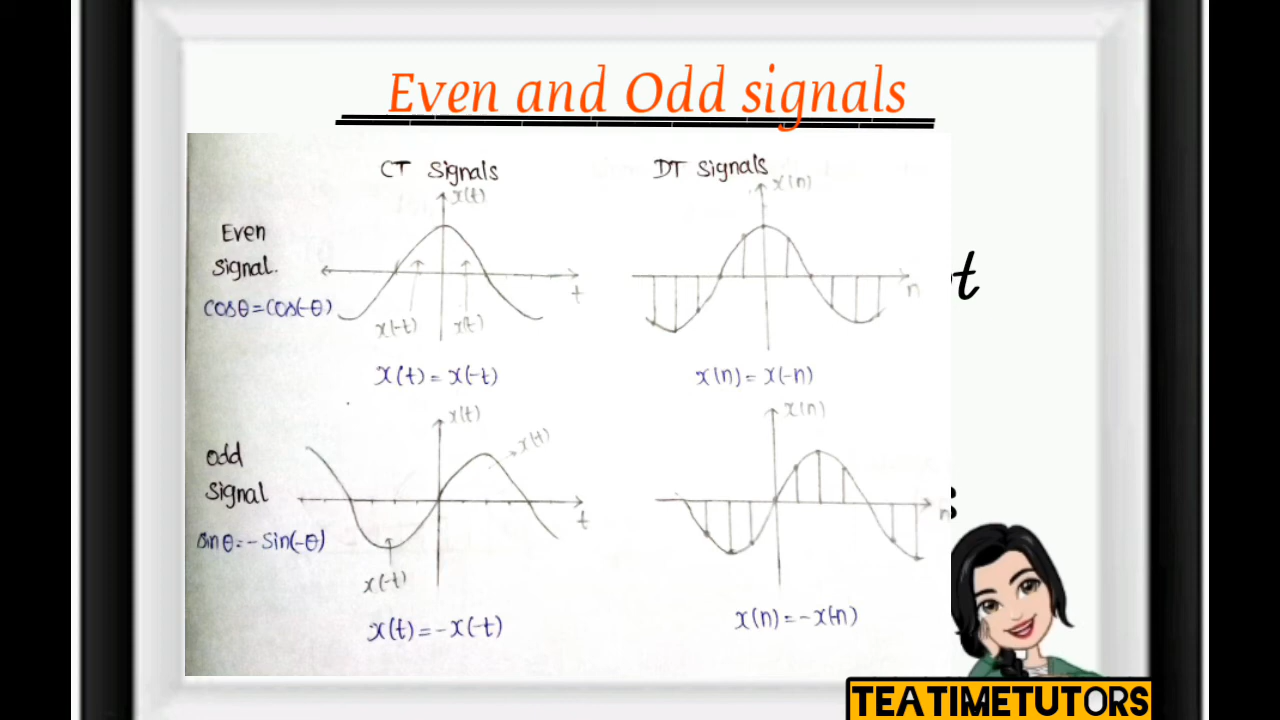 Even and Odd signals
CT Signals
DT Signals
x(t)
x(n)
Even
Signal.
cosθ=cos(-θ)
t
n
x(-t)
x(t)
x(t) = x(-t)
x(n) = x(-n)
x(t)
x(n)
x(t)
odd
Signal
sinθ=-Sin(-θ)
t
n
x(-t)
x(t) = -x(-t)
x(n) = -x(-n)
t
TEATIMETUTORS